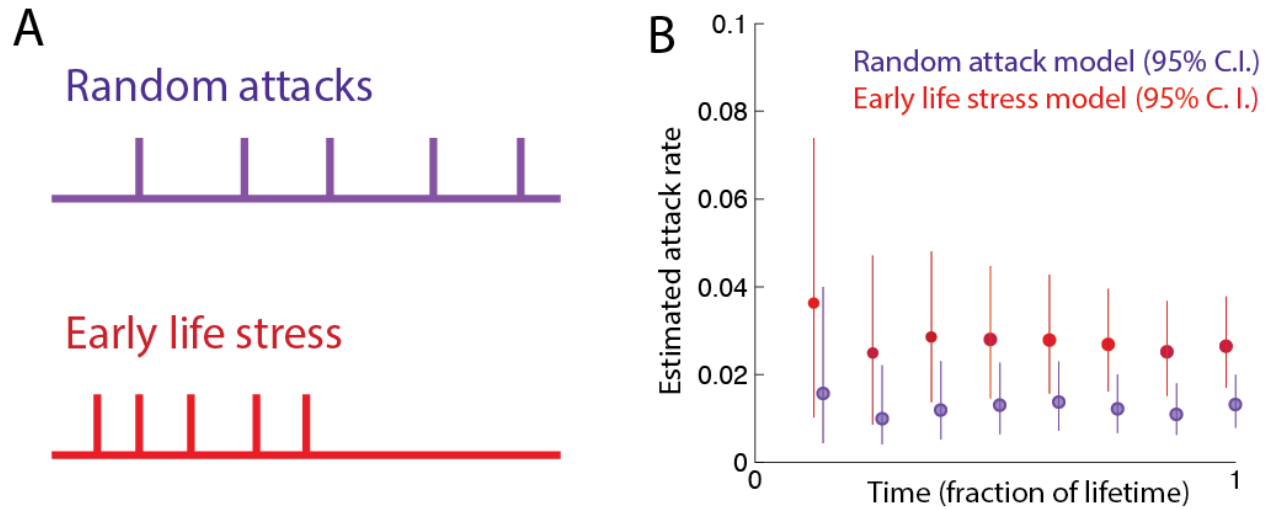 A
Random attacks
Early life stress
B
Random attack model (95% C.I.)
Early life stress model (95% C. I.)
Estimated attack rate
0.1
0.08
0.06
0.04
0.02
0
0
1
Time (fraction of lifetime)